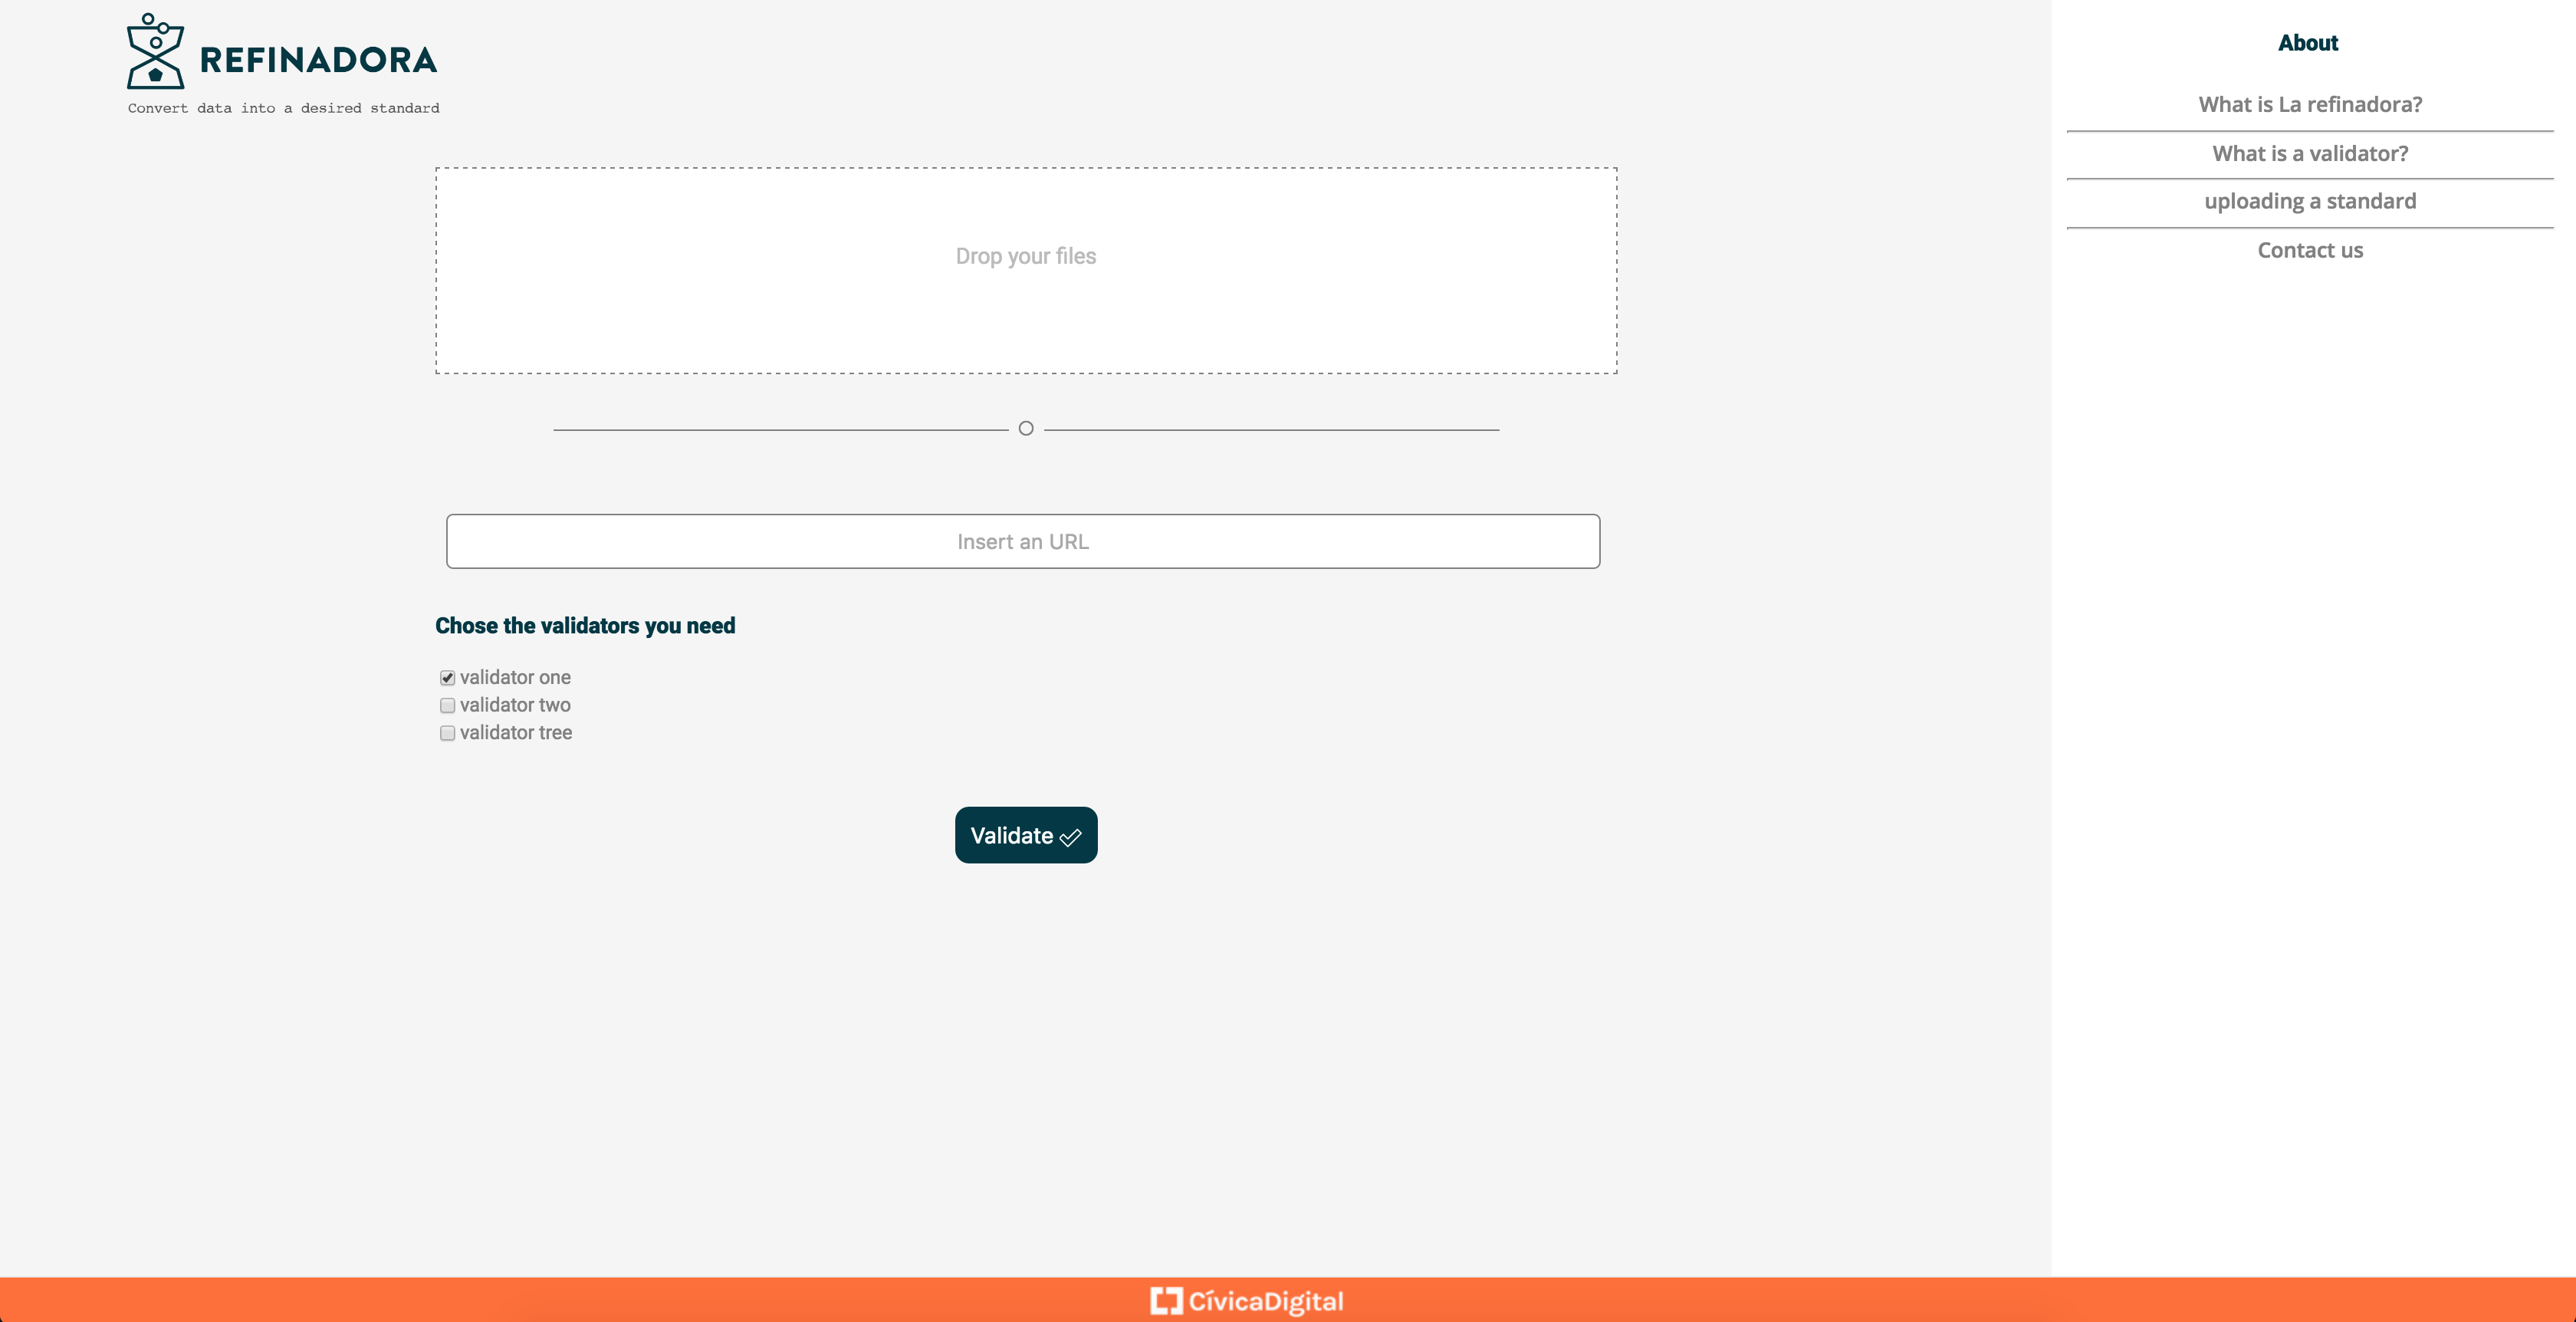 REFINADORA
Convert data into a desired standard
Drop your files
O
Insert an URL
Chose the validators you need
validator one
validator two
validator tree
Validate
About
What is La refinadora?
What is a validator?
uploading a standard
Contact us
CívicaDigital